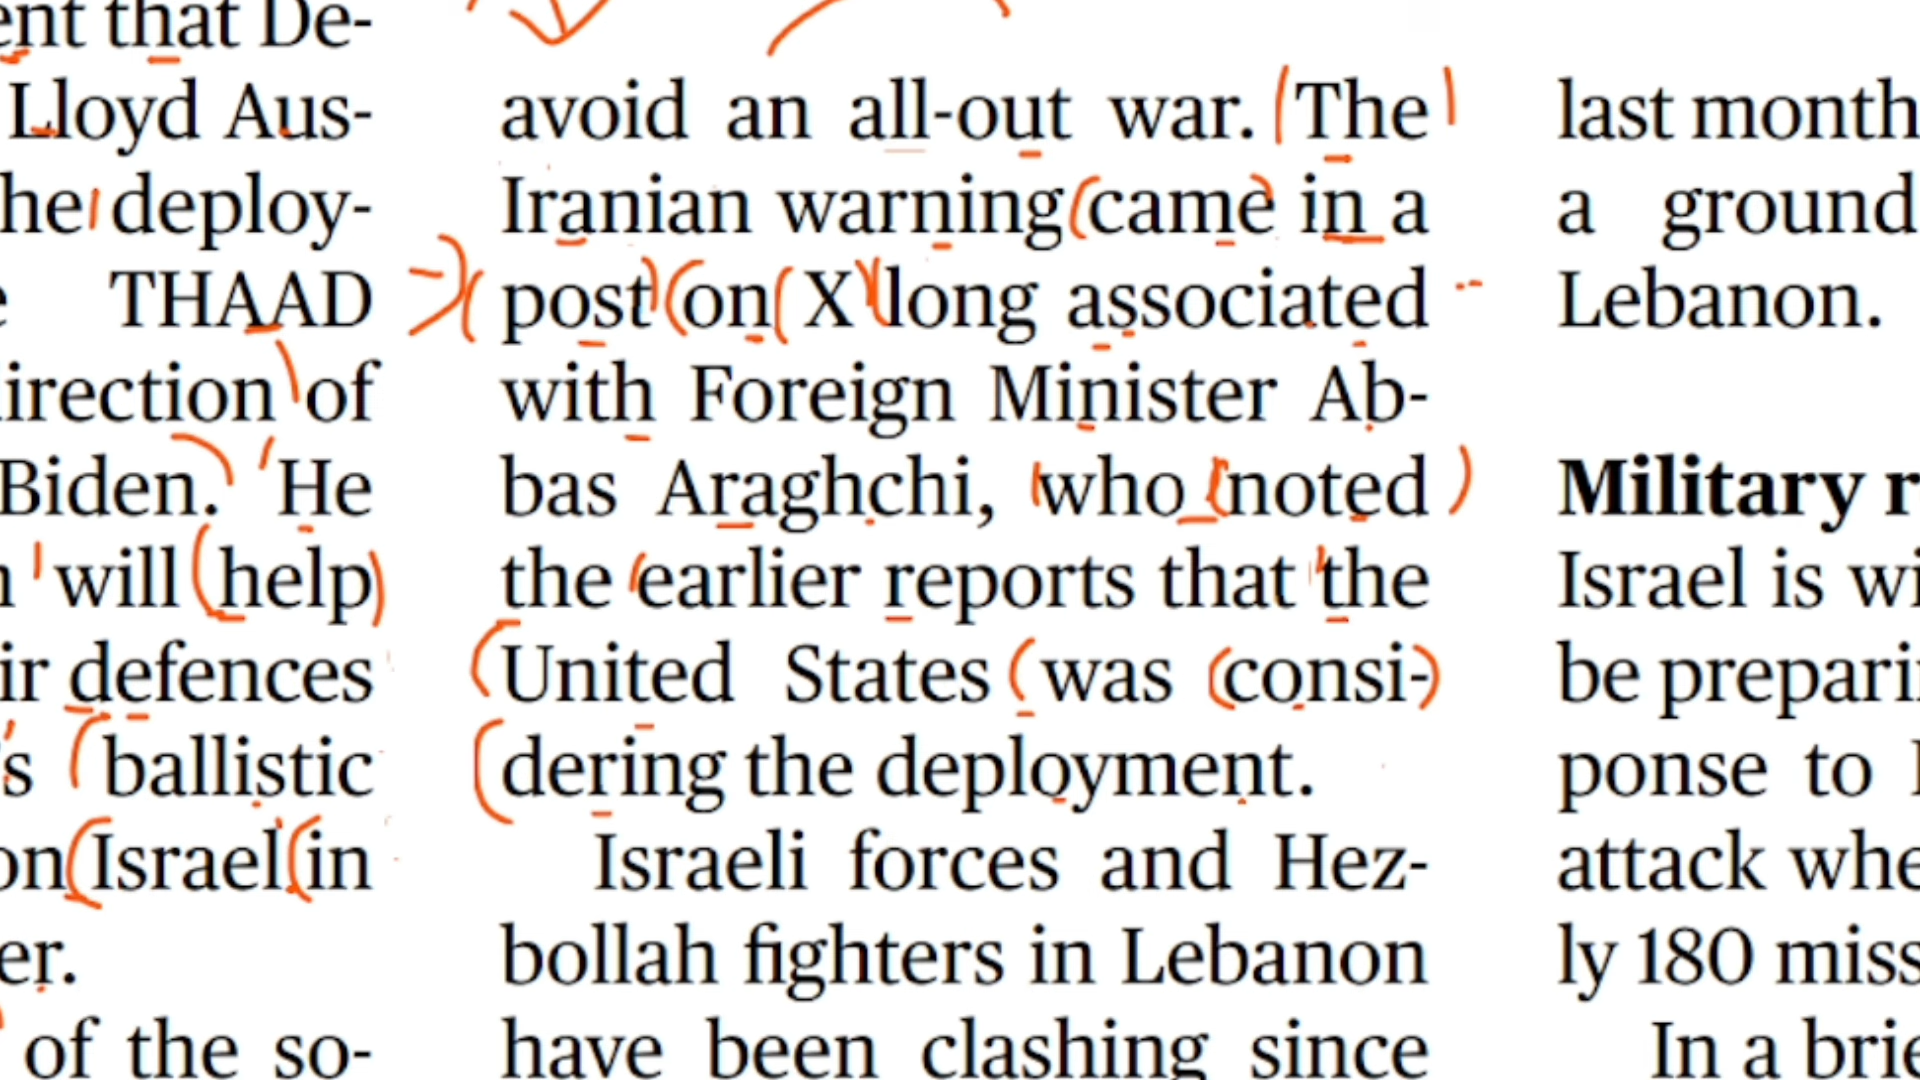 ent that De-
Lloyd Aus-
he deploy-
THAAD
irection of
Biden. He
will help
ir defences
's ballistic
on Israel in
er.
of the so-
avoid an all-out war. The
Iranian warning came in a
post on X long associated
with Foreign Minister Ab-
bas Araghchi, who noted
the earlier reports that the
United States was consi-
dering the deployment.
Israeli forces and Hez-
bollah fighters in Lebanon
have been clashing since
last month
a ground
Lebanon.
Military r
Israel is wi
be prepari
ponse to I
attack whe
ly 180 miss
In a brie